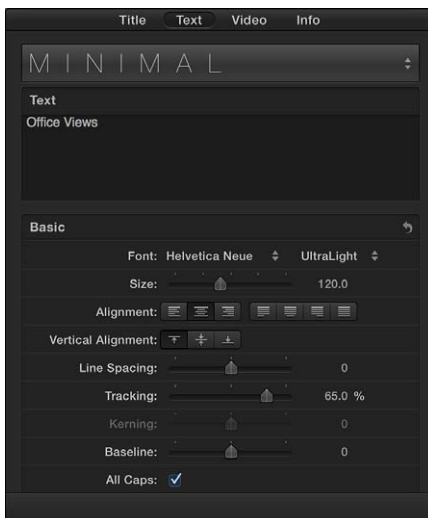 Title Text Video Info
MINIMAL
Text
Office Views
Basic
Font: Helvetica Neue UltraLight
Size: 120.0
Alignment:
Vertical Alignment:
Line Spacing: 0
Tracking: 65.0 %
Kerning: 0
Baseline: 0
All Caps: